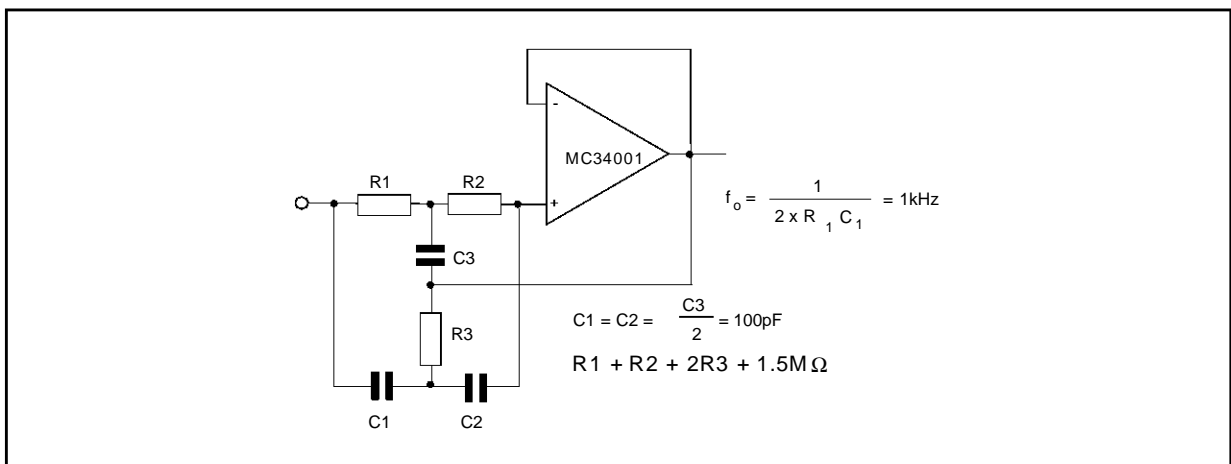 -
MC34001
R1
R2
+
f o = 1 / 2 x R 1 C 1 = 1kHz
C3
C1 = C2 = C3 / 2 = 100pF
R3
R1 + R2 + 2R3 + 1.5MΩ
C1
C2